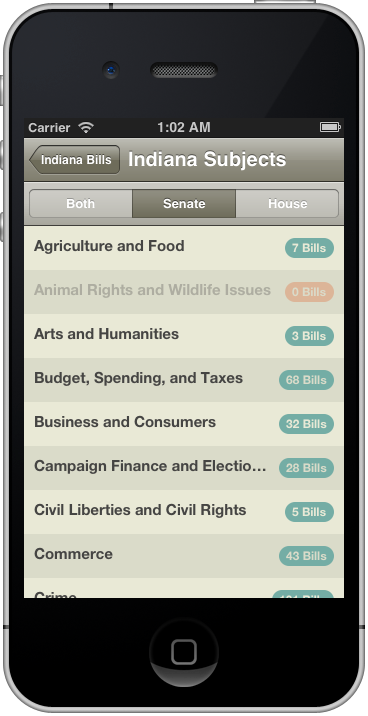 Carrier 1:02 AM
Indiana Bills Indiana Subjects
Both Senate House
Agriculture and Food 7 Bills
Animal Rights and Wildlife Issues 0 Bills
Arts and Humanities 3 Bills
Budget, Spending, and Taxes 68 Bills
Business and Consumers 32 Bills
Campaign Finance and Electio... 28 Bills
Civil Liberties and Civil Rights 5 Bills
Commerce 43 Bills
Crime Bills